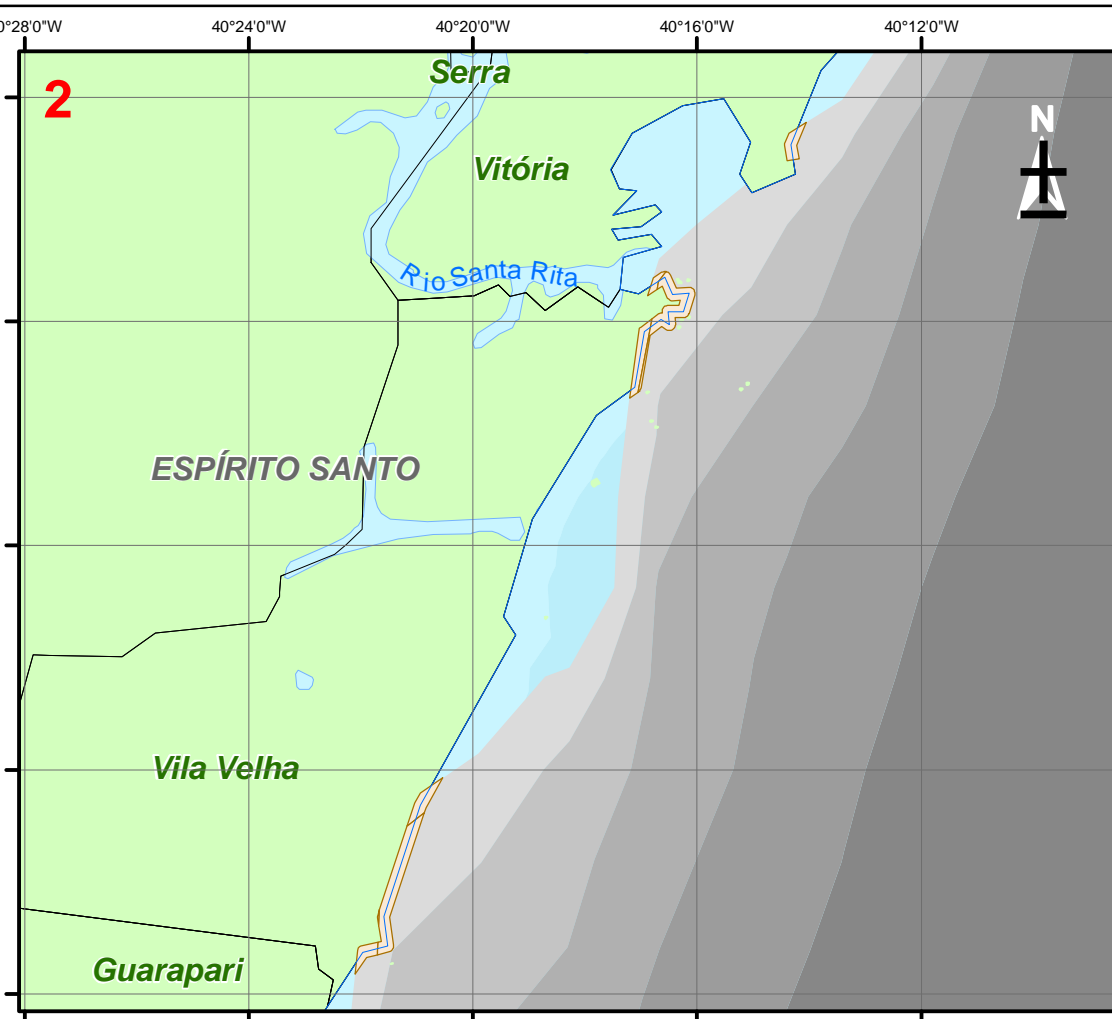 0°28'0"W 40°24'0"W 40°20'0"W 40°16'0"W 40°12'0"W
2
Serra
N
Vitória
Rio Santa Rita
ESPÍRITO SANTO
Vila Velha
Guarapari